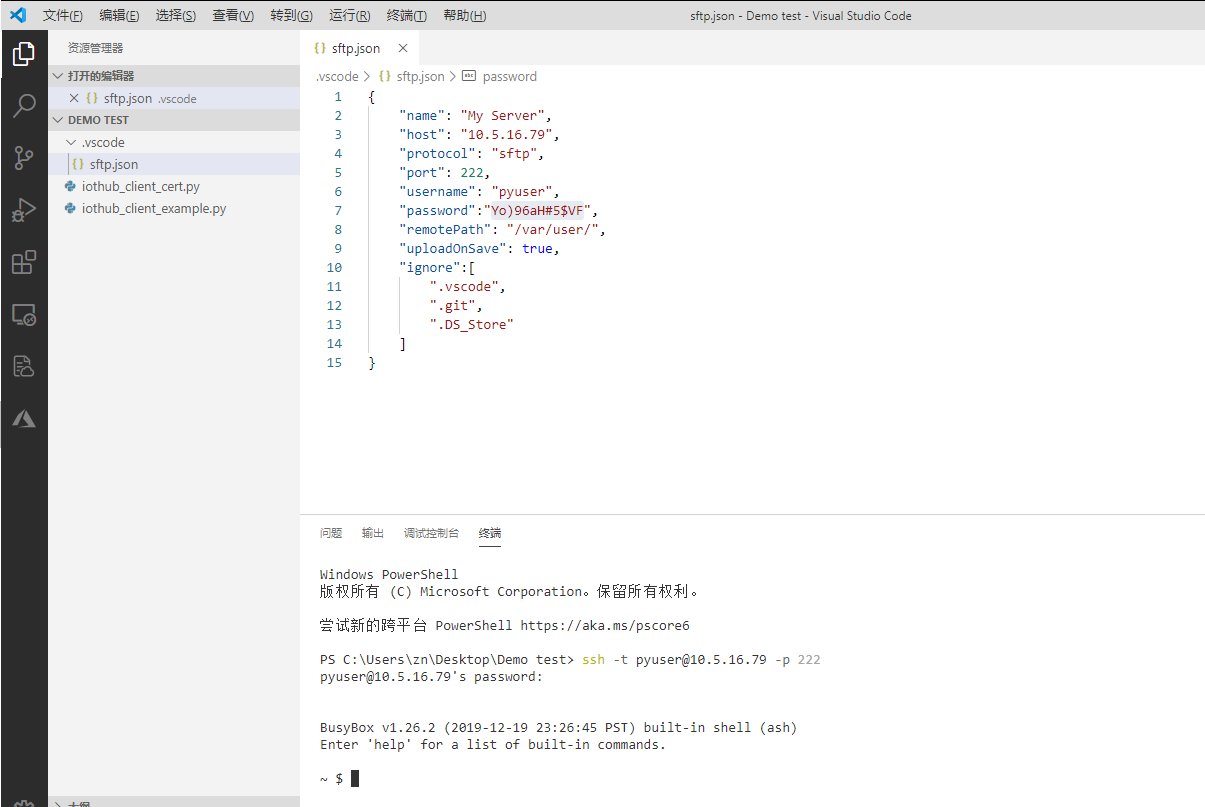 文件(F) 编辑(E) 选择(S) 查看(V) 转到(G) 运行(R) 终端(T) 帮助(H) sftp.json - Demo test - Visual Studio Code
资源管理器
打开的编辑器
{} sftp.json .vscode
DEMO TEST
.vscode
{} sftp.json
iothub_client_cert.py
iothub_client_example.py
大纲
{} sftp.json
.vscode > {} sftp.json > abc password
1 {
2 "name": "My Server",
3 "host": "10.5.16.79",
4 "protocol": "sftp",
5 "port": 222,
6 "username": "pyuser",
7 "password":"Yo)96aH#5$VF",
8 "remotePath": "/var/user/",
9 "uploadOnSave": true,
10 "ignore":[
11 ".vscode",
12 ".git",
13 ".DS_Store"
14 ]
15 }
问题 输出 调试控制台 终端
Windows PowerShell
版权所有 (C) Microsoft Corporation。保留所有权利。
尝试新的跨平台 PowerShell https://aka.ms/pscore6
PS C:\Users\zn\Desktop\Demo test> ssh -t pyuser@10.5.16.79 -p 222
pyuser@10.5.16.79's password:
BusyBox v1.26.2 (2019-12-19 23:26:45 PST) built-in shell (ash)
Enter 'help' for a list of built-in commands.
~ $